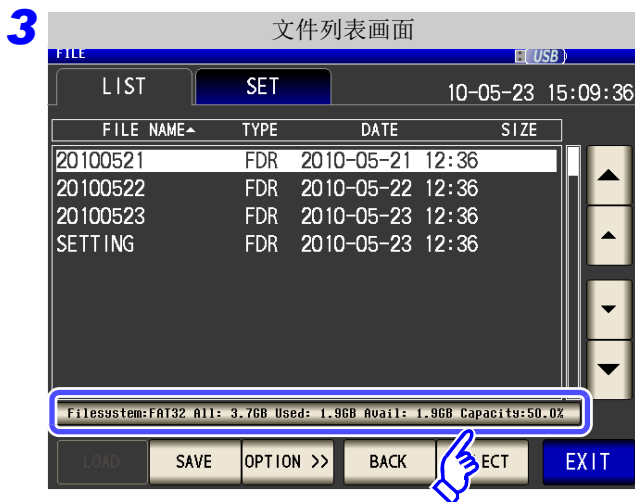 3
文件列表画面
FILE USB
LIST SET 10-05-23 15:09:36
FILE NAME▲ TYPE DATE SIZE
20100521 FDR 2010-05-21 12:36
20100522 FDR 2010-05-22 12:36
20100523 FDR 2010-05-23 12:36
SETTING FDR 2010-05-23 12:36
Filesystem:FAT32 All: 3.7GB Used: 1.9GB Avail: 1.9GB Capacity:50.0%
LOAD SAVE OPTION >> BACK ECT EXIT